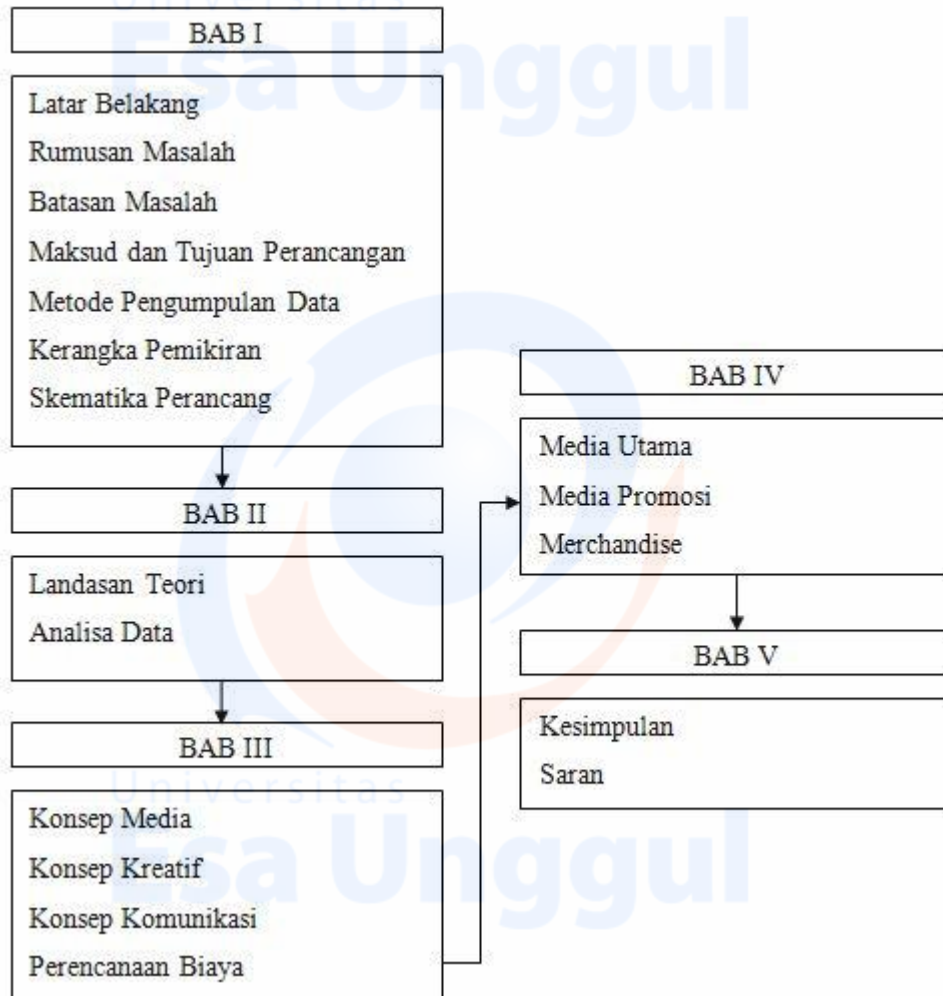 Universitas
Esa Unggul
BAB I
Latar Belakang
Rumusan Masalah
Batasan Masalah
Maksud dan Tujuan Perancangan
Metode Pengumpulan Data
Kerangka Pemikiran
Skematika Perancang
BAB II
Landasan Teori
Analisa Data
BAB III
Universitas
Esa Unggul
Konsep Media
Konsep Kreatif
Konsep Komunikasi
Perencanaan Biaya
BAB IV
Media Utama
Media Promosi
Merchandise
BAB V
Kesimpulan
Saran